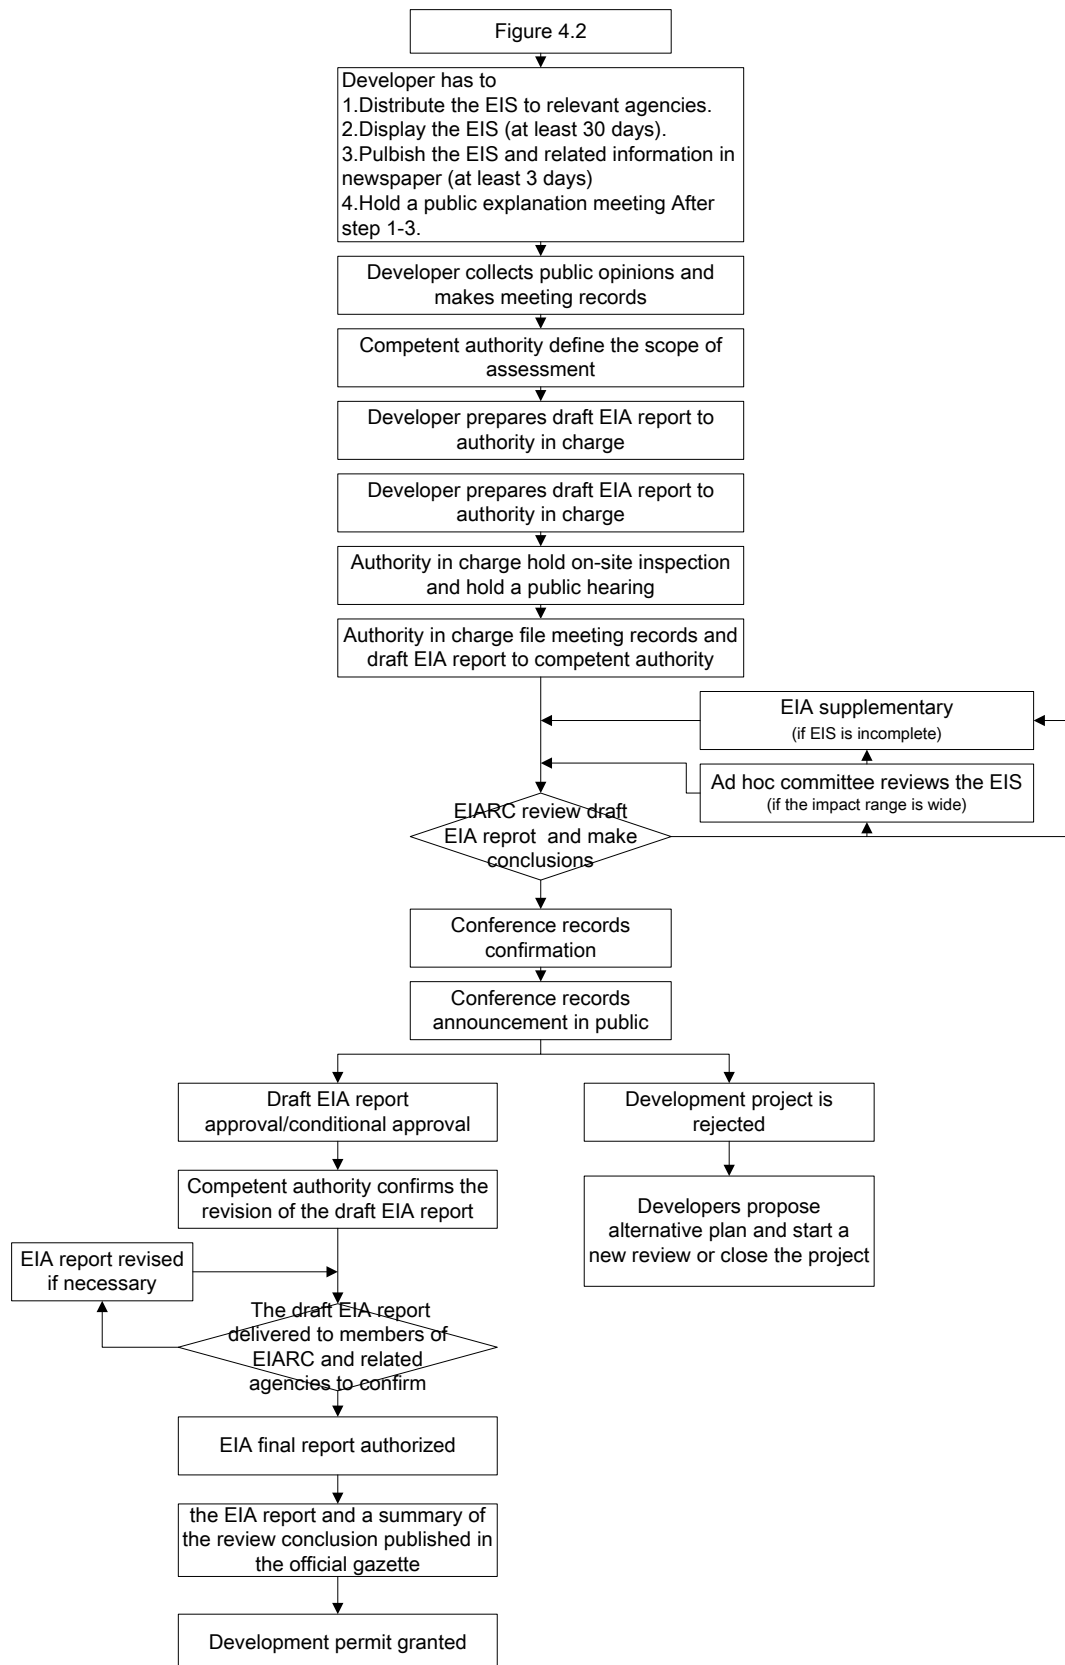 Figure 4.2
Developer has to
1.Distribute the EIS to relevant agencies.
2.Display the EIS (at least 30 days).
3.Pulbish the EIS and related information in
newspaper (at least 3 days)
4.Hold a public explanation meeting After
step 1-3.
Developer collects public opinions and
makes meeting records
Competent authority define the scope of
assessment
Developer prepares draft EIA report to
authority in charge
Developer prepares draft EIA report to
authority in charge
Authority in charge hold on-site inspection
and hold a public hearing
Authority in charge file meeting records and
draft EIA report to competent authority
EIA supplementary
(if EIS is incomplete)
Ad hoc committee reviews the EIS
(if the impact range is wide)
EIARC review draft
EIA reprot and make
conclusions
Conference records
confirmation
Conference records
announcement in public
Draft EIA report
approval/conditional approval
Development project is
rejected
Competent authority confirms the
revision of the draft EIA report
Developers propose
alternative plan and start a
new review or close the project
EIA report revised
if necessary
The draft EIA report
delivered to members of
EIARC and related
agencies to confirm
EIA final report authorized
the EIA report and a summary of
the review conclusion published in
the official gazette
Development permit granted